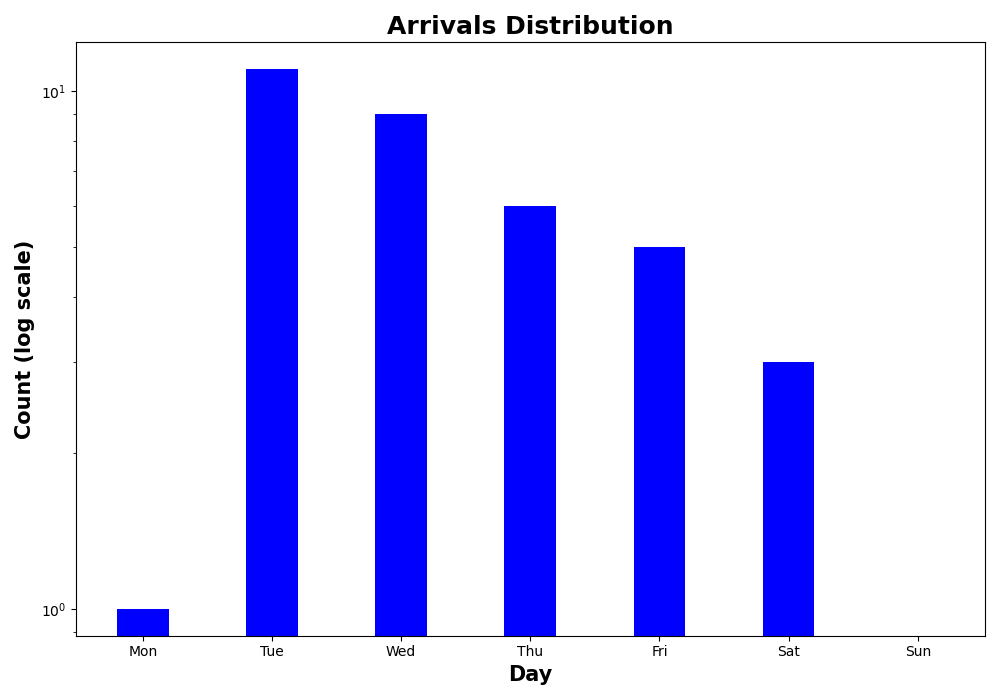 Arrivals Distribution
Count (log scale)
10¹
10⁰
Mon Tue Wed Thu Fri Sat Sun
Day